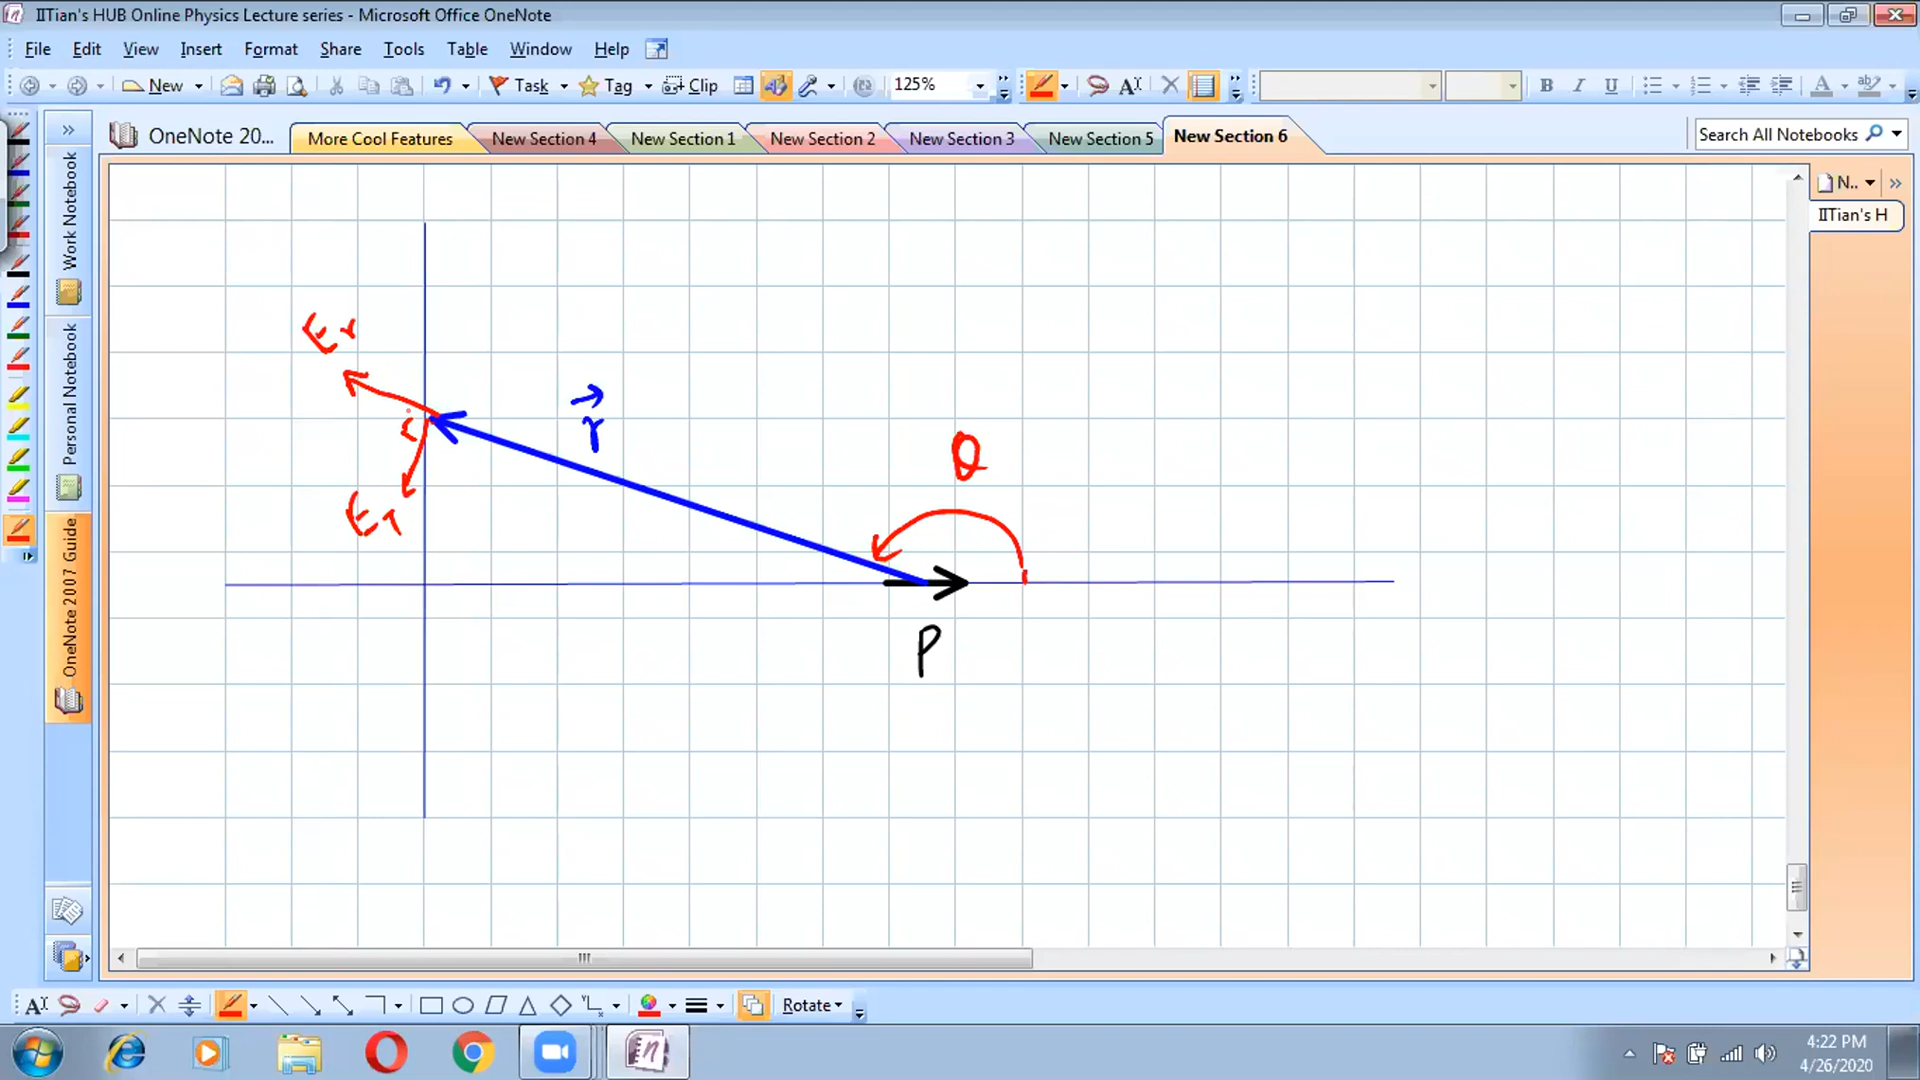 IITian's HUB Online Physics Lecture series - Microsoft Office OneNote
File Edit View Insert Format Share Tools Table Window Help
New Task Tag Clip 125% B I U A ab
OneNote 20... More Cool Features New Section 4 New Section 1 New Section 2 New Section 3 New Section 5 New Section 6 Search All Notebooks
N..
IITian's H
Work Notebook
Personal Notebook
OneNote 2007 Guide
Er
r
θ
ET
P
Rotate
4:22 PM
4/26/2020